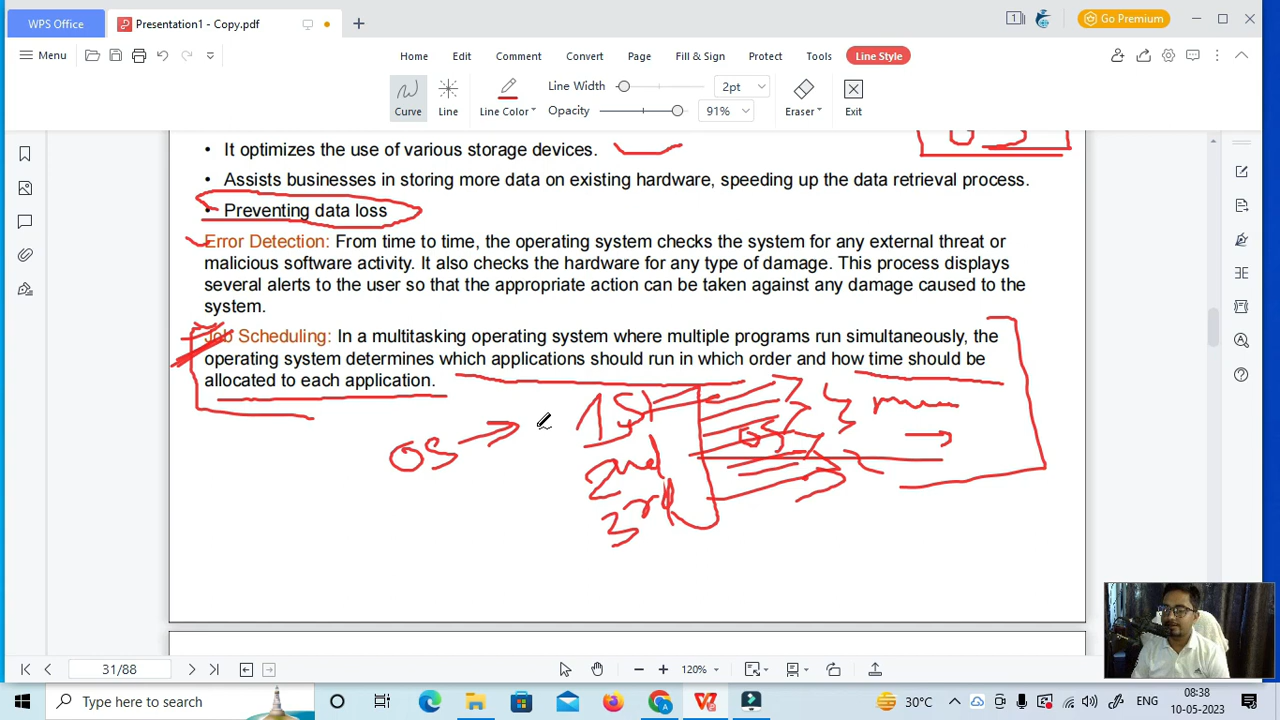 WPS Office
Presentation1 - Copy.pdf
1
Go Premium
Menu
Home Edit Comment Convert Page Fill & Sign Protect Tools Line Style
Curve Line Line Color Line Width 2pt Opacity 91% Eraser Exit
• It optimizes the use of various storage devices.
• Assists businesses in storing more data on existing hardware, speeding up the data retrieval process.
• Preventing data loss
Error Detection: From time to time, the operating system checks the system for any external threat or
malicious software activity. It also checks the hardware for any type of damage. This process displays
several alerts to the user so that the appropriate action can be taken against any damage caused to the
system.
Job Scheduling: In a multitasking operating system where multiple programs run simultaneously, the
operating system determines which applications should run in which order and how time should be
allocated to each application.
OS
1st
OS
2nd
3rd
31/88
120%
Type here to search
30°C
ENG
08:38
10-05-2023